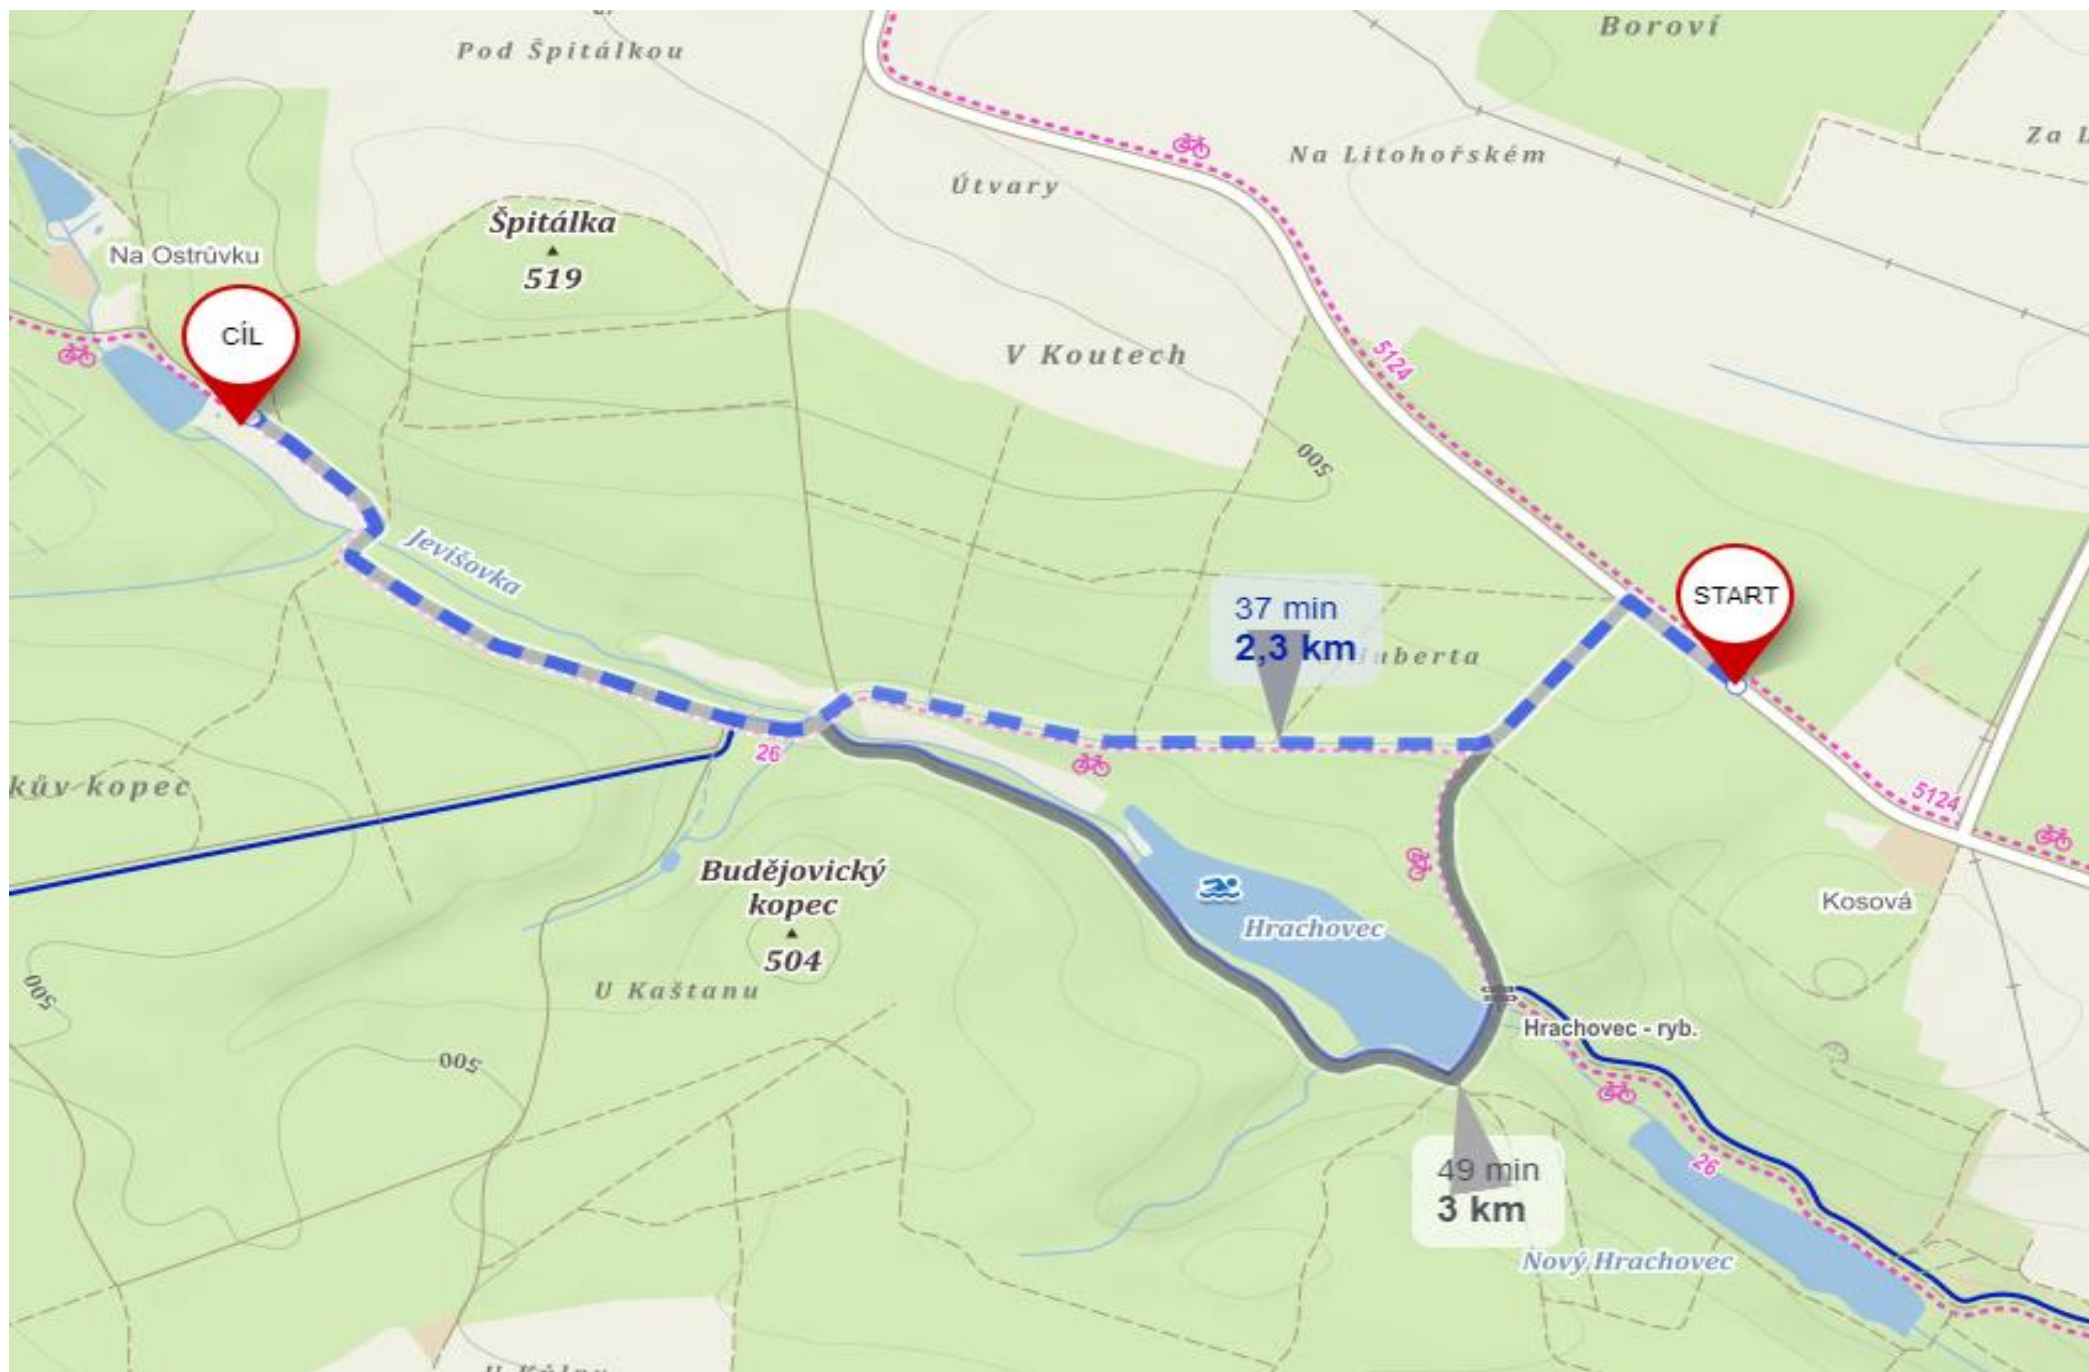 Pod Špitálkou
Boroví
Za L
Na Litohořském
Útvary
Špitálka
519
Na Ostrůvku
CÍL
V Koutech
5124
500
Jevišovka
START
37 min
2,3 km
uberta
26
5124
kův kopec
Budějovický
kopec
504
Hrachovec
Kosová
U Kaštanu
500
Hrachovec - ryb.
500
49 min
3 km
26
Nový Hrachovec